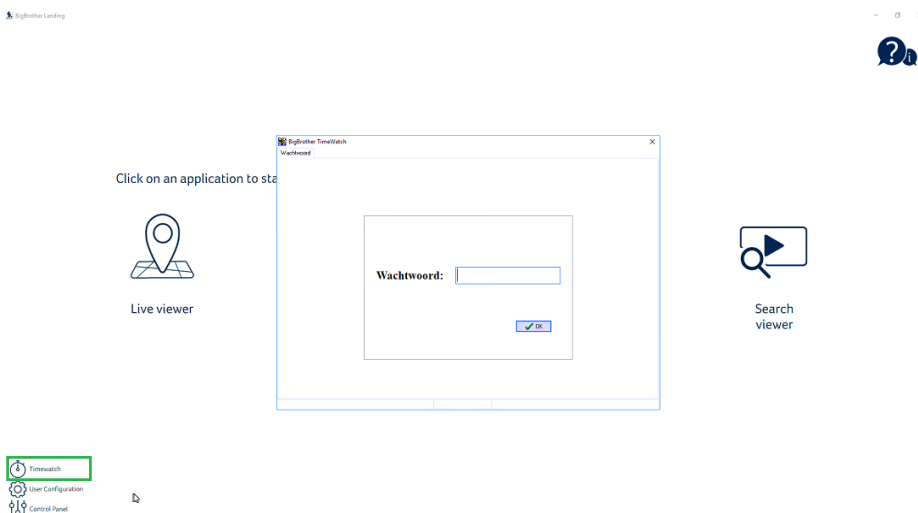 BigBrother Landing
?
i
BigBrother TimeWatch
Wachtwoord
Click on an application to sta
Wachtwoord:
OK
Live viewer
Search
viewer
Timewatch
User Configuration
Control Panel